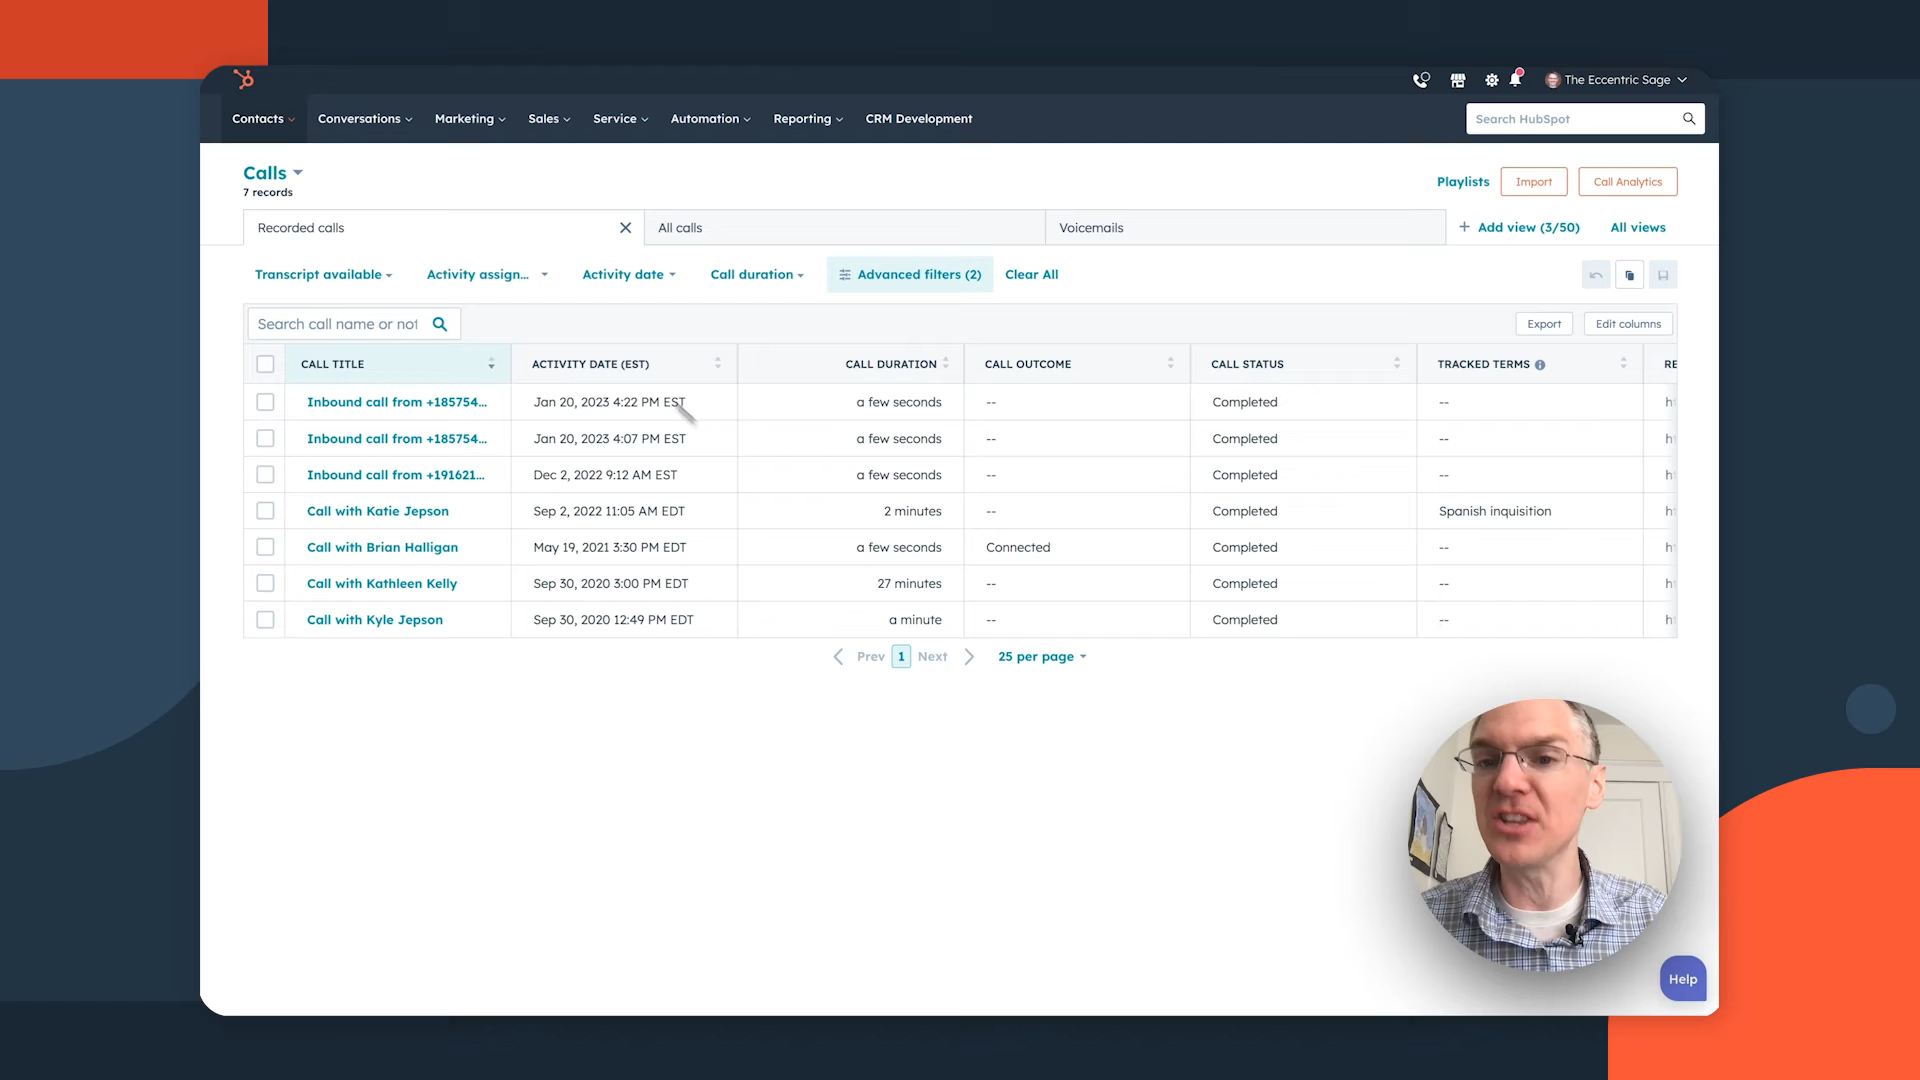 The Eccentric Sage
Contacts Conversations Marketing Sales Service Automation Reporting CRM Development Search HubSpot
Calls
7 records
Playlists Import Call Analytics
Recorded calls All calls Voicemails + Add view (3/50) All views
Transcript available Activity assign... Activity date Call duration Advanced filters (2) Clear All
Search call name or not Export Edit columns
CALL TITLE ACTIVITY DATE (EST) CALL DURATION CALL OUTCOME CALL STATUS TRACKED TERMS RE
Inbound call from +185754... Jan 20, 2023 4:22 PM EST a few seconds -- Completed --
Inbound call from +185754... Jan 20, 2023 4:07 PM EST a few seconds -- Completed --
Inbound call from +191621... Dec 2, 2022 9:12 AM EST a few seconds -- Completed --
Call with Katie Jepson Sep 2, 2022 11:05 AM EDT 2 minutes -- Completed Spanish inquisition
Call with Brian Halligan May 19, 2021 3:30 PM EDT a few seconds Connected Completed --
Call with Kathleen Kelly Sep 30, 2020 3:00 PM EDT 27 minutes -- Completed --
Call with Kyle Jepson Sep 30, 2020 12:49 PM EDT a minute -- Completed --
Prev 1 Next 25 per page
Help